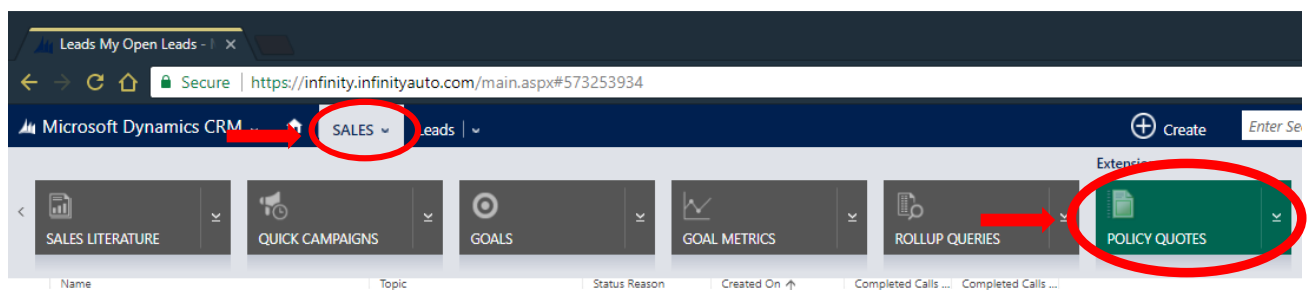 Leads My Open Leads -
Secure | https://infinity.infinityauto.com/main.aspx#573253934
Microsoft Dynamics CRM SALES Leads Create Enter Se
Extension
SALES LITERATURE QUICK CAMPAIGNS GOALS GOAL METRICS ROLLUP QUERIES POLICY QUOTES
Name Topic Status Reason Created On Completed Calls ... Completed Calls ...